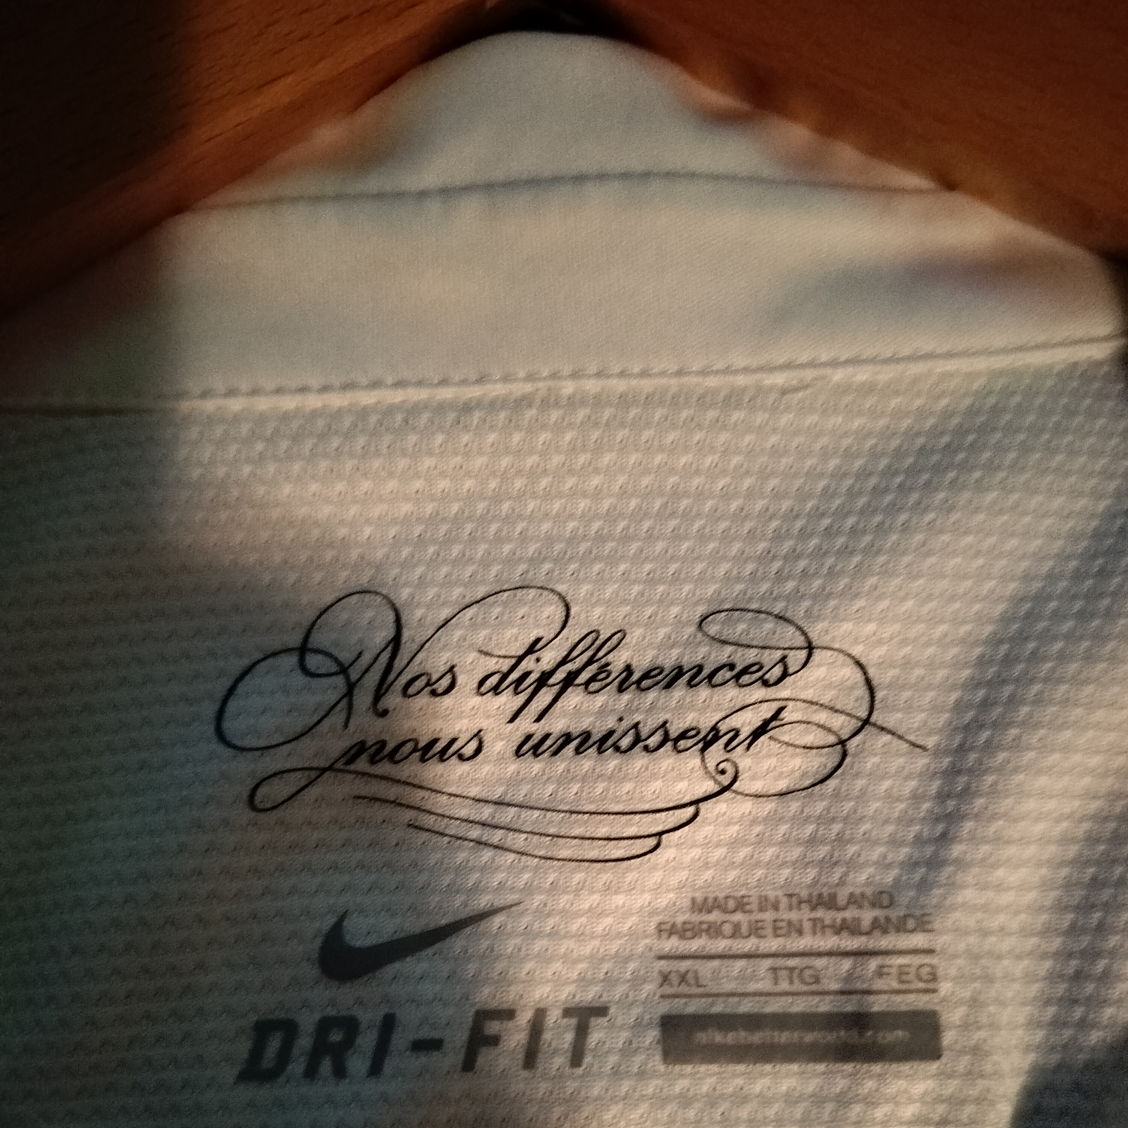 Nos différences
nous unissent
MADE IN THAILAND
FABRIQUE EN THAILANDE
XXL TTG FEG
DRI-FIT